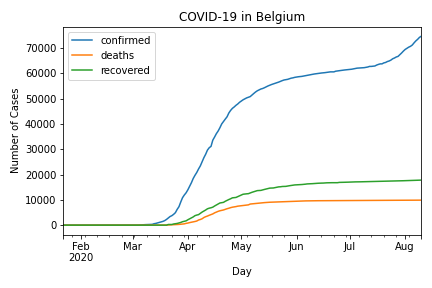 COVID-19 in Belgium
confirmed
deaths
recovered
Number of Cases
70000
60000
50000
40000
30000
20000
10000
0
Feb Mar Apr May Jun Jul Aug
2020
Day